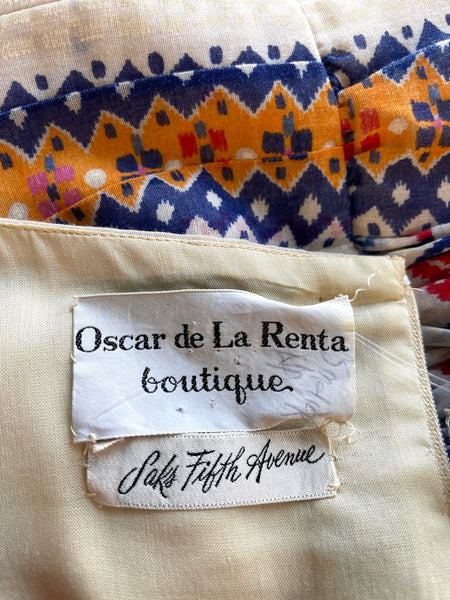 Oscar de La Renta
boutique
Saks Fifth Avenue